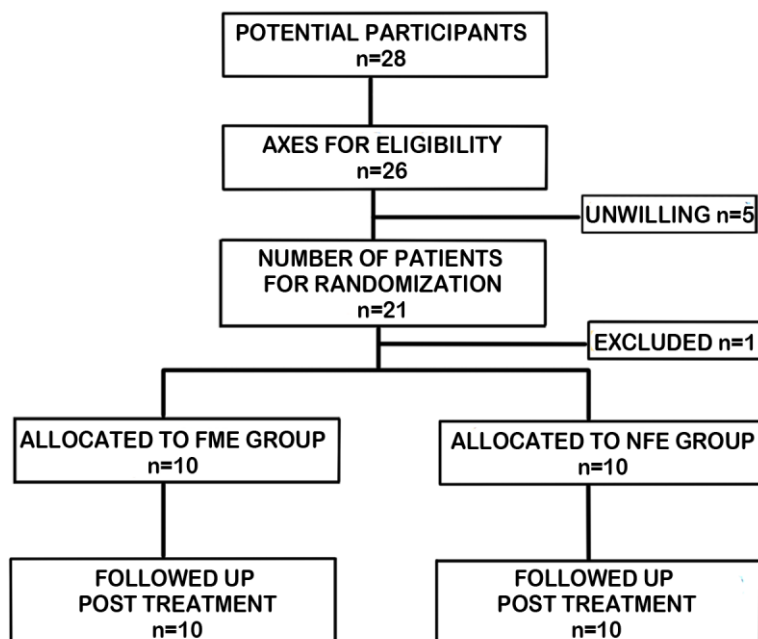 POTENTIAL PARTICIPANTS
n=28
AXES FOR ELIGIBILITY
n=26
UNWILLING n=5
NUMBER OF PATIENTS
FOR RANDOMIZATION
n=21
EXCLUDED n=1
ALLOCATED TO FME GROUP
n=10
ALLOCATED TO NFE GROUP
n=10
FOLLOWED UP
POST TREATMENT
n=10
FOLLOWED UP
POST TREATMENT
n=10